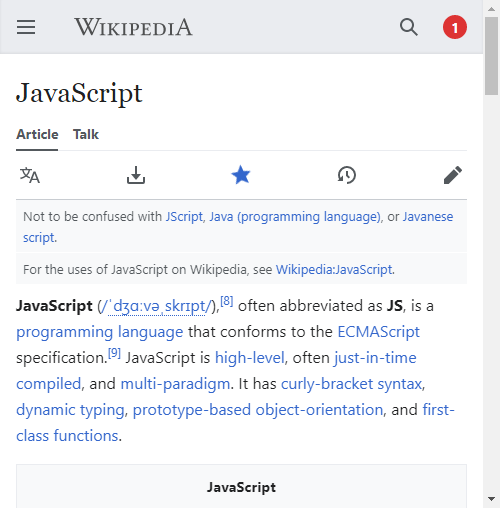 WIKIPEDIA
1
JavaScript
Article Talk
Not to be confused with JScript, Java (programming language), or Javanese
script.
For the uses of JavaScript on Wikipedia, see Wikipedia:JavaScript.
JavaScript (/ˈdʒɑːvəˌskrɪpt/),[8] often abbreviated as JS, is a
programming language that conforms to the ECMAScript
specification.[9] JavaScript is high-level, often just-in-time
compiled, and multi-paradigm. It has curly-bracket syntax,
dynamic typing, prototype-based object-orientation, and first-
class functions.
JavaScript